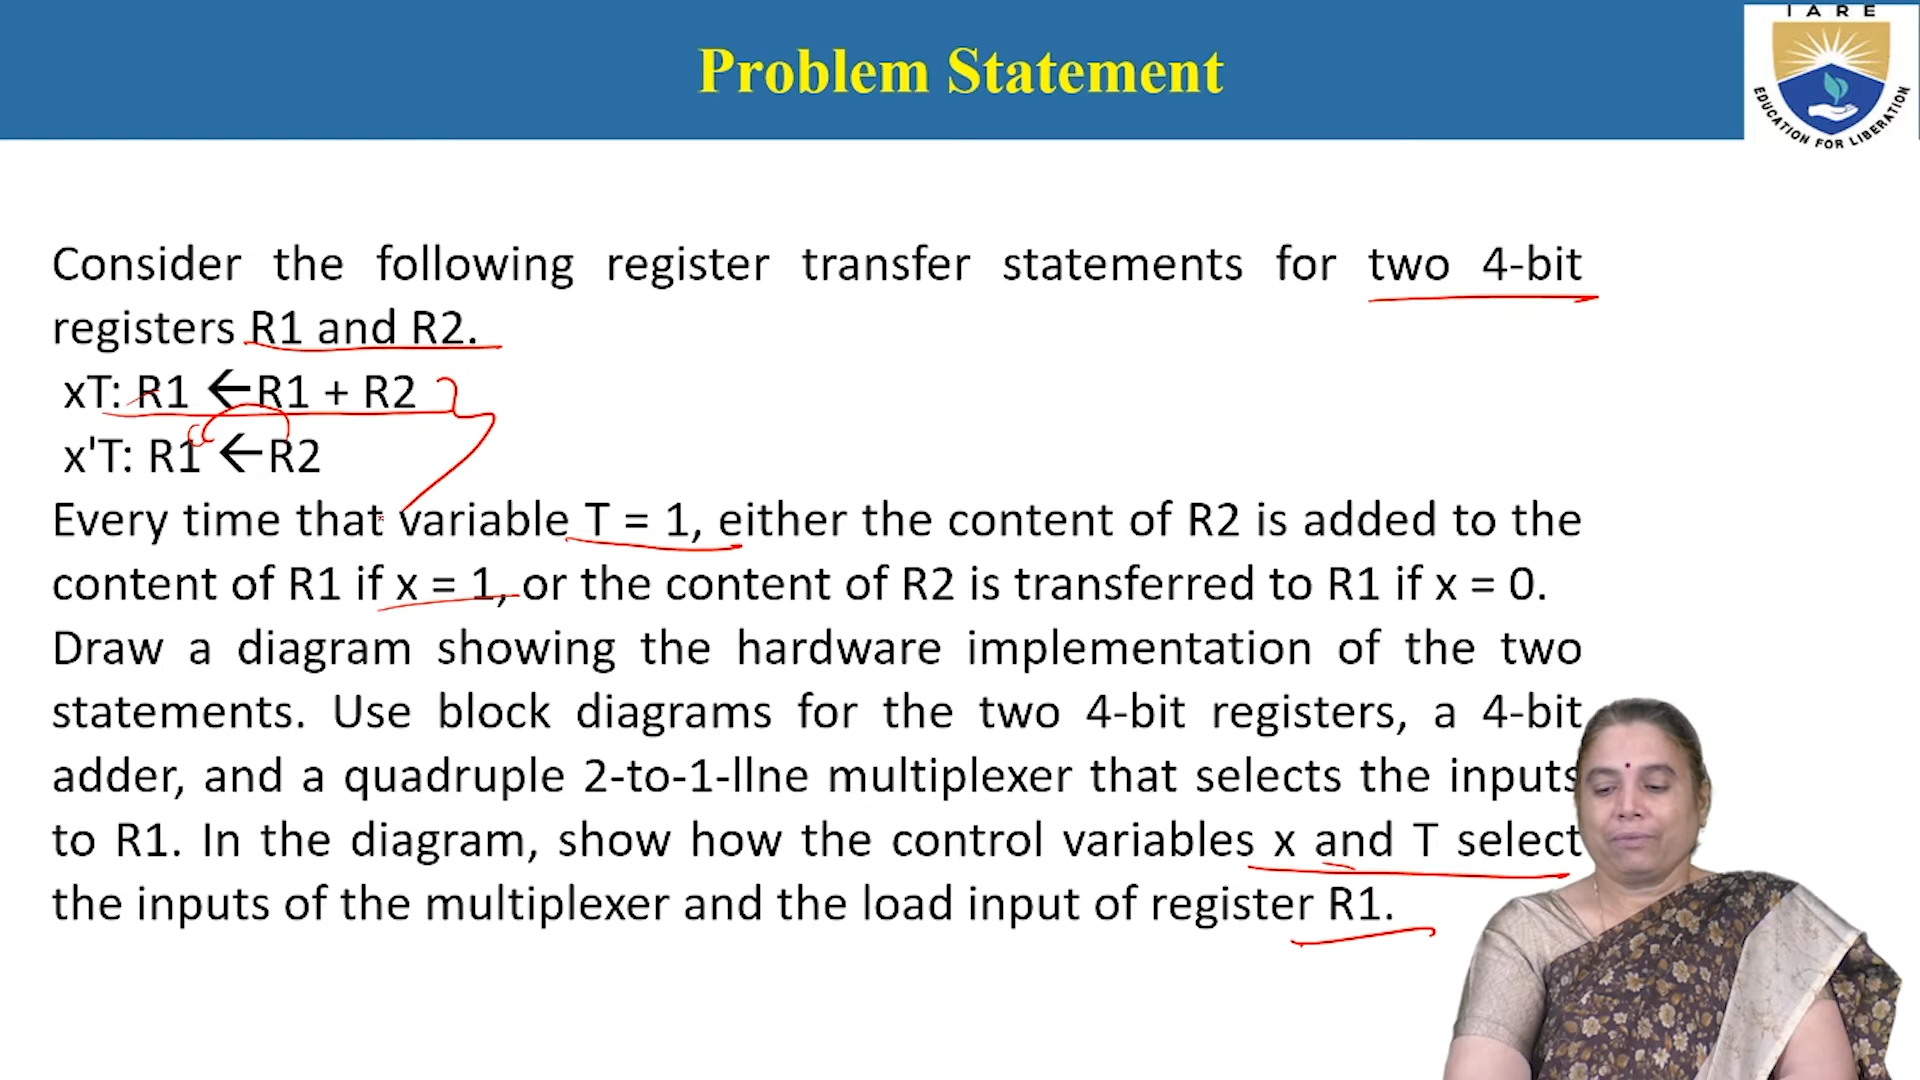 IARE
Problem Statement
EDUCATION FOR LIBERATION
Consider the following register transfer statements for two 4-bit
registers R1 and R2.
xT: R1 ←R1 + R2
x'T: R1 ←R2
Every time that variable T = 1, either the content of R2 is added to the
content of R1 if x = 1, or the content of R2 is transferred to R1 if x = 0.
Draw a diagram showing the hardware implementation of the two
statements. Use block diagrams for the two 4-bit registers, a 4-bit
adder, and a quadruple 2-to-1-llne multiplexer that selects the inputs
to R1. In the diagram, show how the control variables x and T select
the inputs of the multiplexer and the load input of register R1.